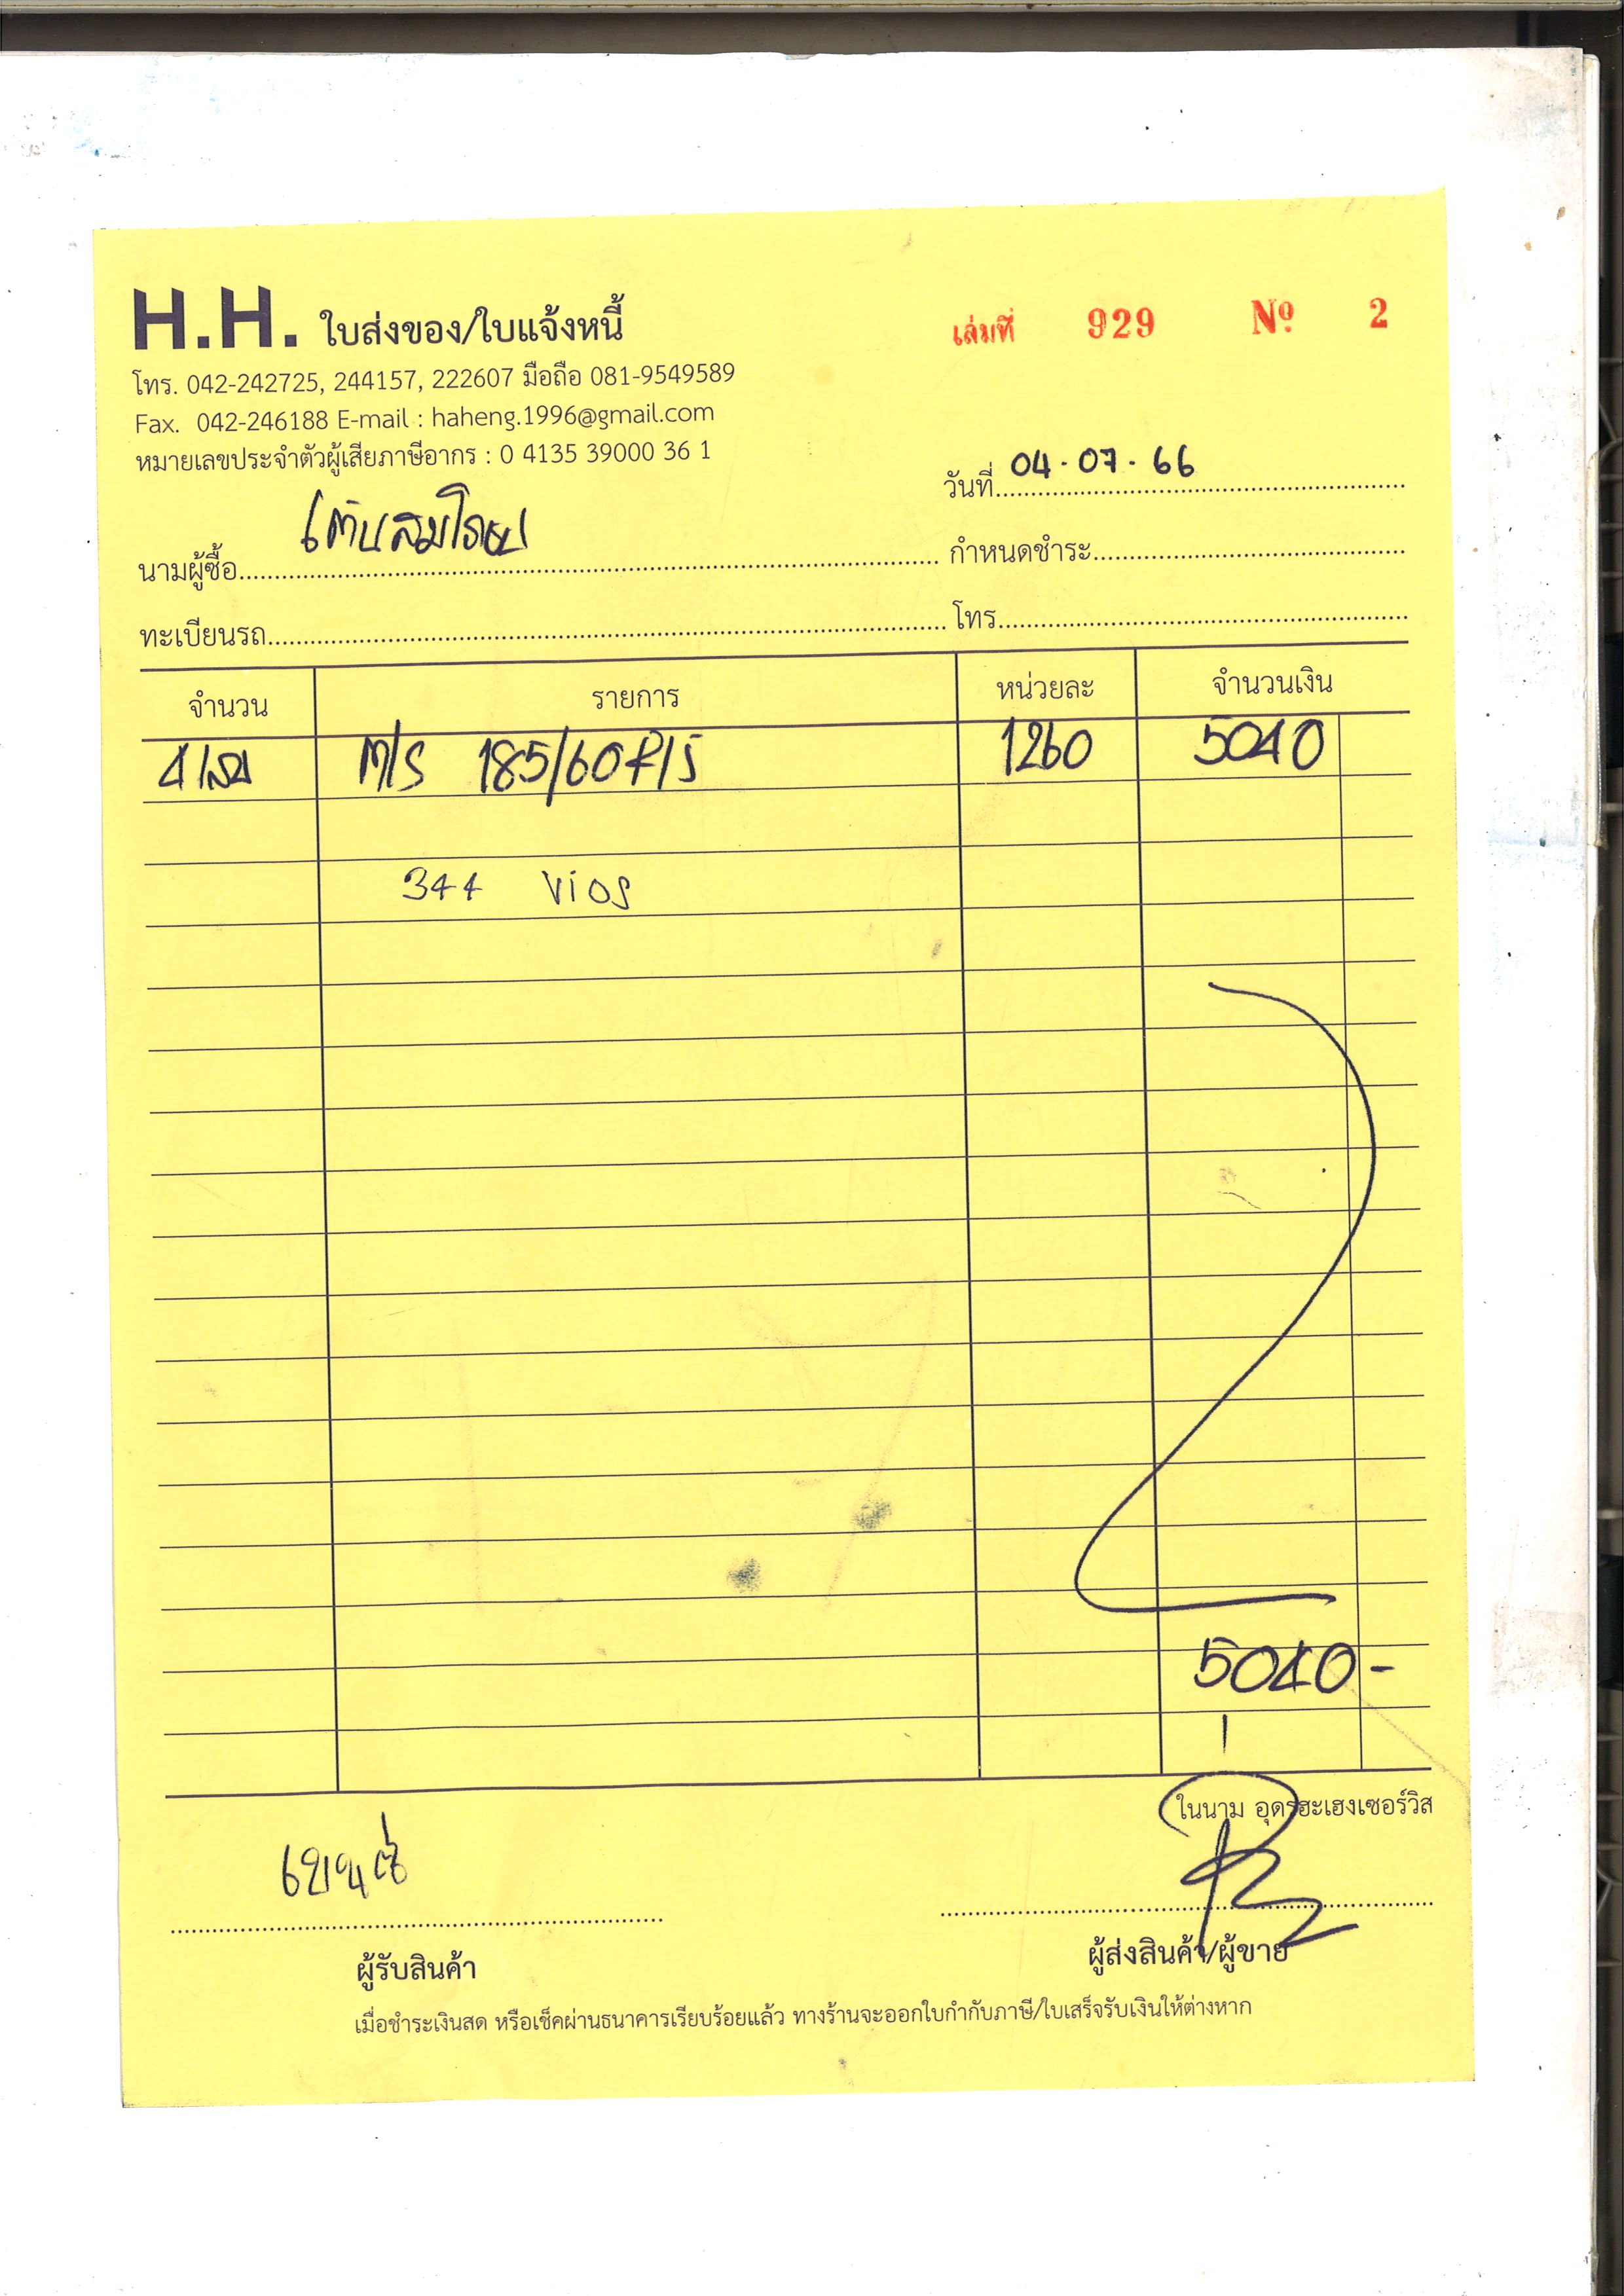 H.H. ใบส่งของ/ใบแจ้งหนี้
เล่มที่ 929 Nº 2
โทร. 042-242725, 244157, 222607 มือถือ 081-9549589
Fax. 042-246188 E-mail : haheng.1996@gmail.com
หมายเลขประจำตัวผู้เสียภาษีอากร : 0 4135 39000 36 1
วันที่ 04-07-66
นามผู้ซื้อ กำหนดชำระ
ทะเบียนรถ โทร.
จำนวน รายการ หน่วยละ จำนวนเงิน
4 เส้น M/S 185/60R15 1260 5040
344 Vios
5040-
ในนาม อุดรฮะเฮงเซอร์วิส
ผู้รับสินค้า ผู้ส่งสินค้า/ผู้ขาย
เมื่อชำระเงินสด หรือเช็คผ่านธนาคารเรียบร้อยแล้ว ทางร้านจะออกใบกำกับภาษี/ใบเสร็จรับเงินให้ต่างหาก